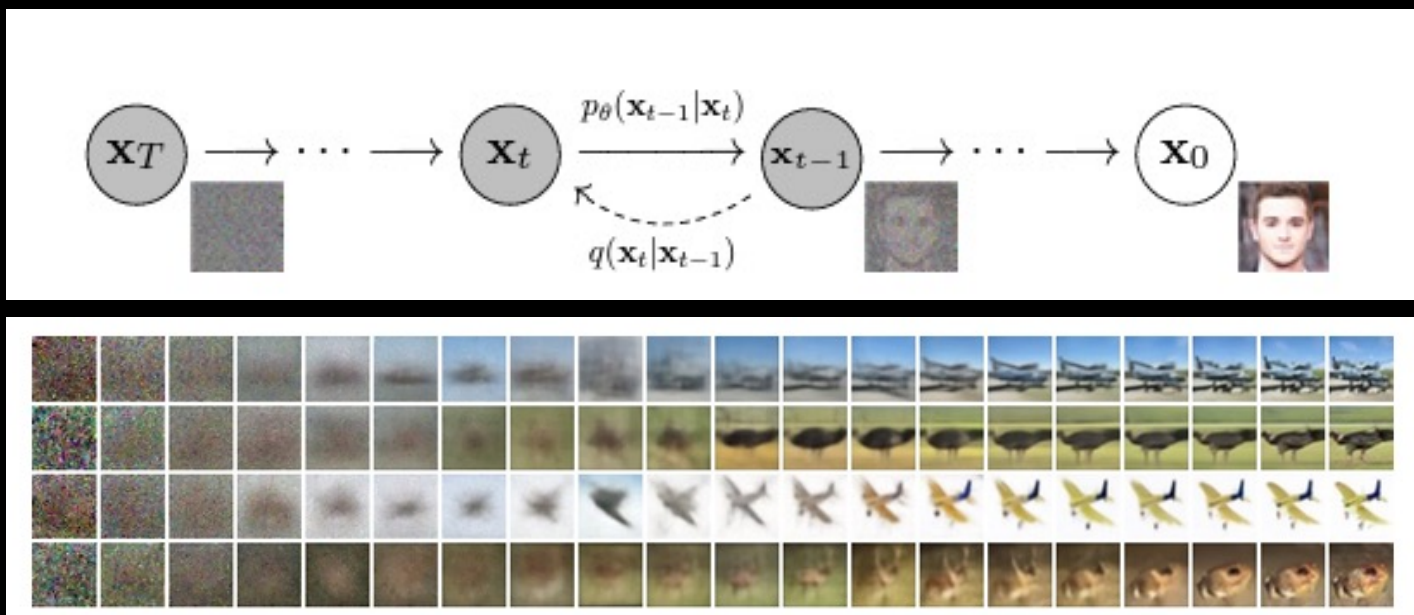 p_θ(x_{t−1}|x_t)
x_T → ··· → x_t → x_{t−1} → ··· → x_0
q(x_t|x_{t−1})